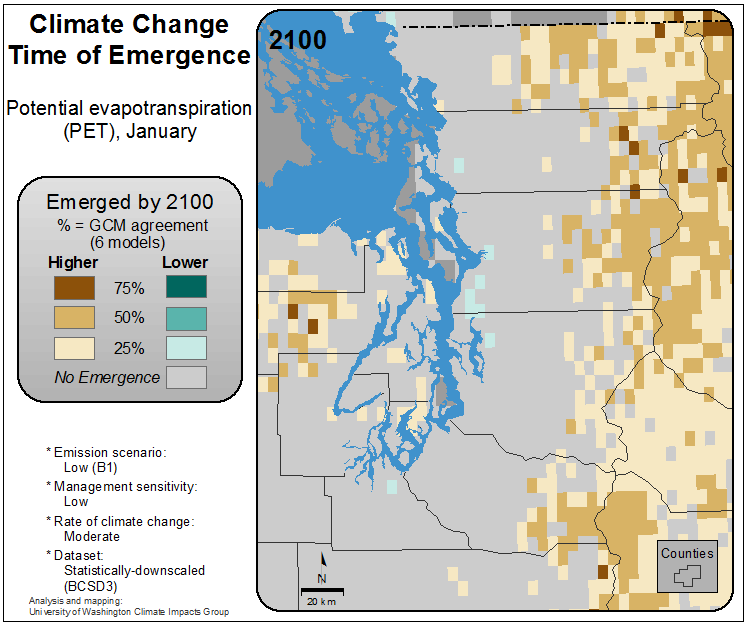 Climate Change
Time of Emergence
Potential evapotranspiration
(PET), January
Emerged by 2100
% = GCM agreement
(6 models)
Higher Lower
75%
50%
25%
No Emergence
* Emission scenario:
Low (B1)
* Management sensitivity:
Low
* Rate of climate change:
Moderate
* Dataset:
Statistically-downscaled
(BCSD3)
Analysis and mapping:
University of Washington Climate Impacts Group
2100
N
20 km
Counties